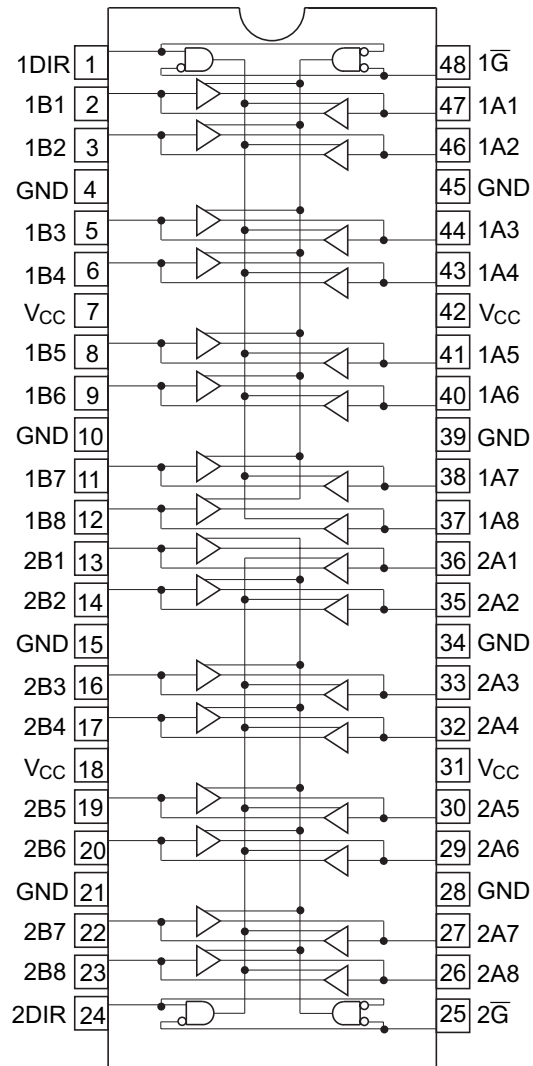 1DIR 1 48 1G̅
1B1 2 47 1A1
1B2 3 46 1A2
GND 4 45 GND
1B3 5 44 1A3
1B4 6 43 1A4
VCC 7 42 VCC
1B5 8 41 1A5
1B6 9 40 1A6
GND 10 39 GND
1B7 11 38 1A7
1B8 12 37 1A8
2B1 13 36 2A1
2B2 14 35 2A2
GND 15 34 GND
2B3 16 33 2A3
2B4 17 32 2A4
VCC 18 31 VCC
2B5 19 30 2A5
2B6 20 29 2A6
GND 21 28 GND
2B7 22 27 2A7
2B8 23 26 2A8
2DIR 24 25 2G̅